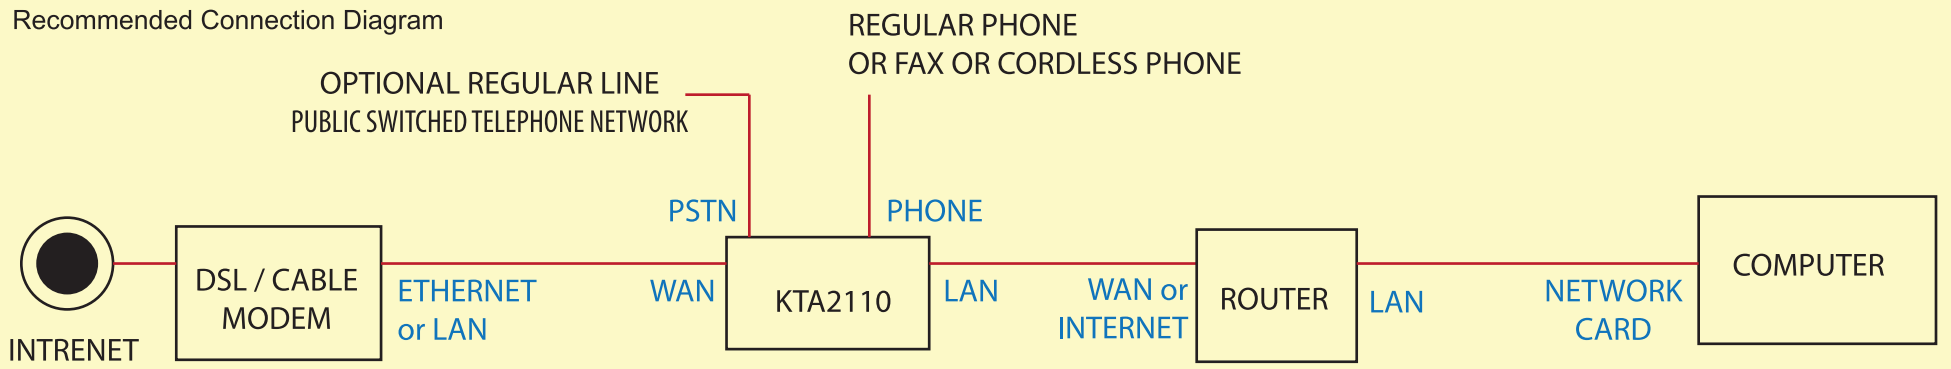 Recommended Connection Diagram
REGULAR PHONE
OR FAX OR CORDLESS PHONE
OPTIONAL REGULAR LINE
PUBLIC SWITCHED TELEPHONE NETWORK
PSTN
PHONE
INTRENET
DSL / CABLE
MODEM
ETHERNET
or LAN
WAN
KTA2110
LAN
WAN or
INTERNET
ROUTER
LAN
NETWORK
CARD
COMPUTER